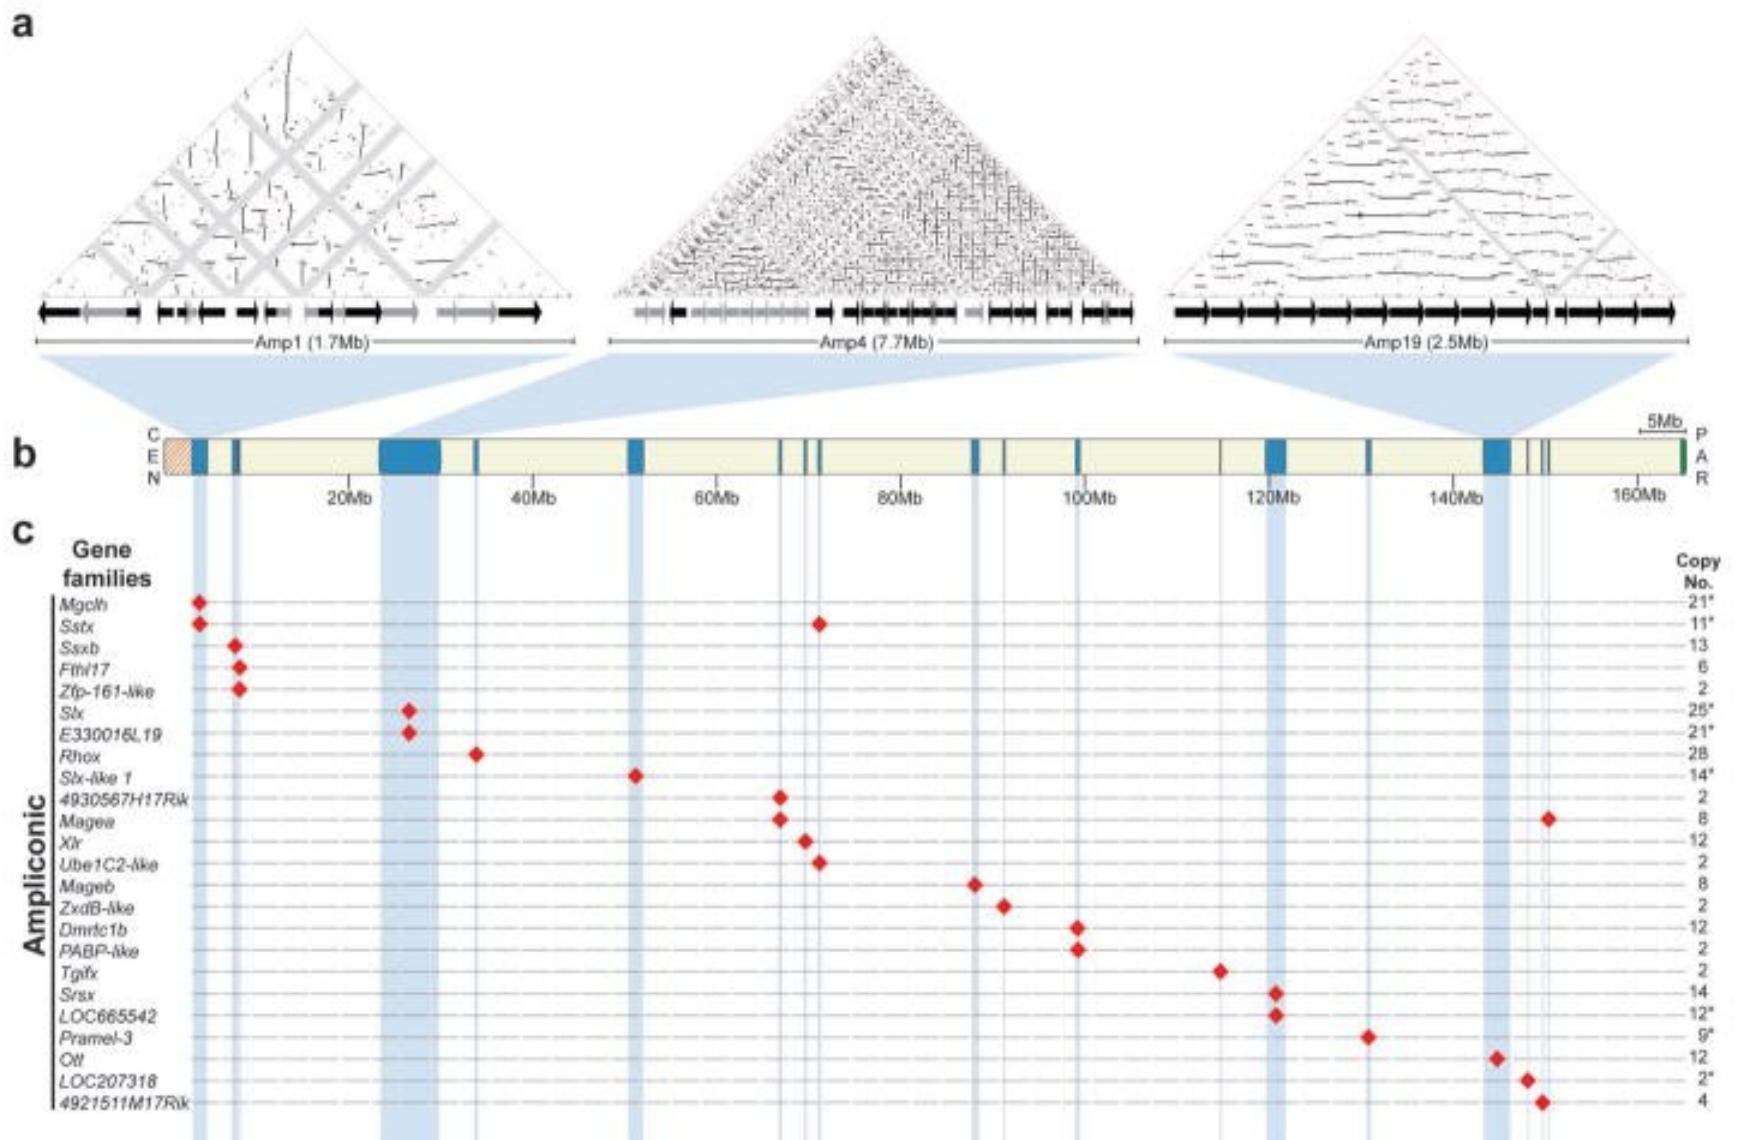 a
Amp1 (1.7Mb) Amp4 (7.7Mb) Amp19 (2.5Mb)
5Mb
b
CEN
PAR
20Mb 40Mb 60Mb 80Mb 100Mb 120Mb 140Mb 160Mb
c
Gene
families
Copy
No.
Ampliconic
Mgclh 21*
Sstx 11*
Ssxb 13
Fthl17 6
Zfp-161-like 2
Slx 25*
E330016L19 21*
Rhox 28
Slx-like 1 14*
4930567H17Rik 2
Magea 8
Xlr 12
Ube1C2-like 2
Mageb 8
ZxdB-like 2
Dmrtc1b 12
PABP-like 2
Tgifx 2
Srsx 14
LOC665542 12*
Pramel-3 9*
Ott 12
LOC207318 2*
4921511M17Rik 4